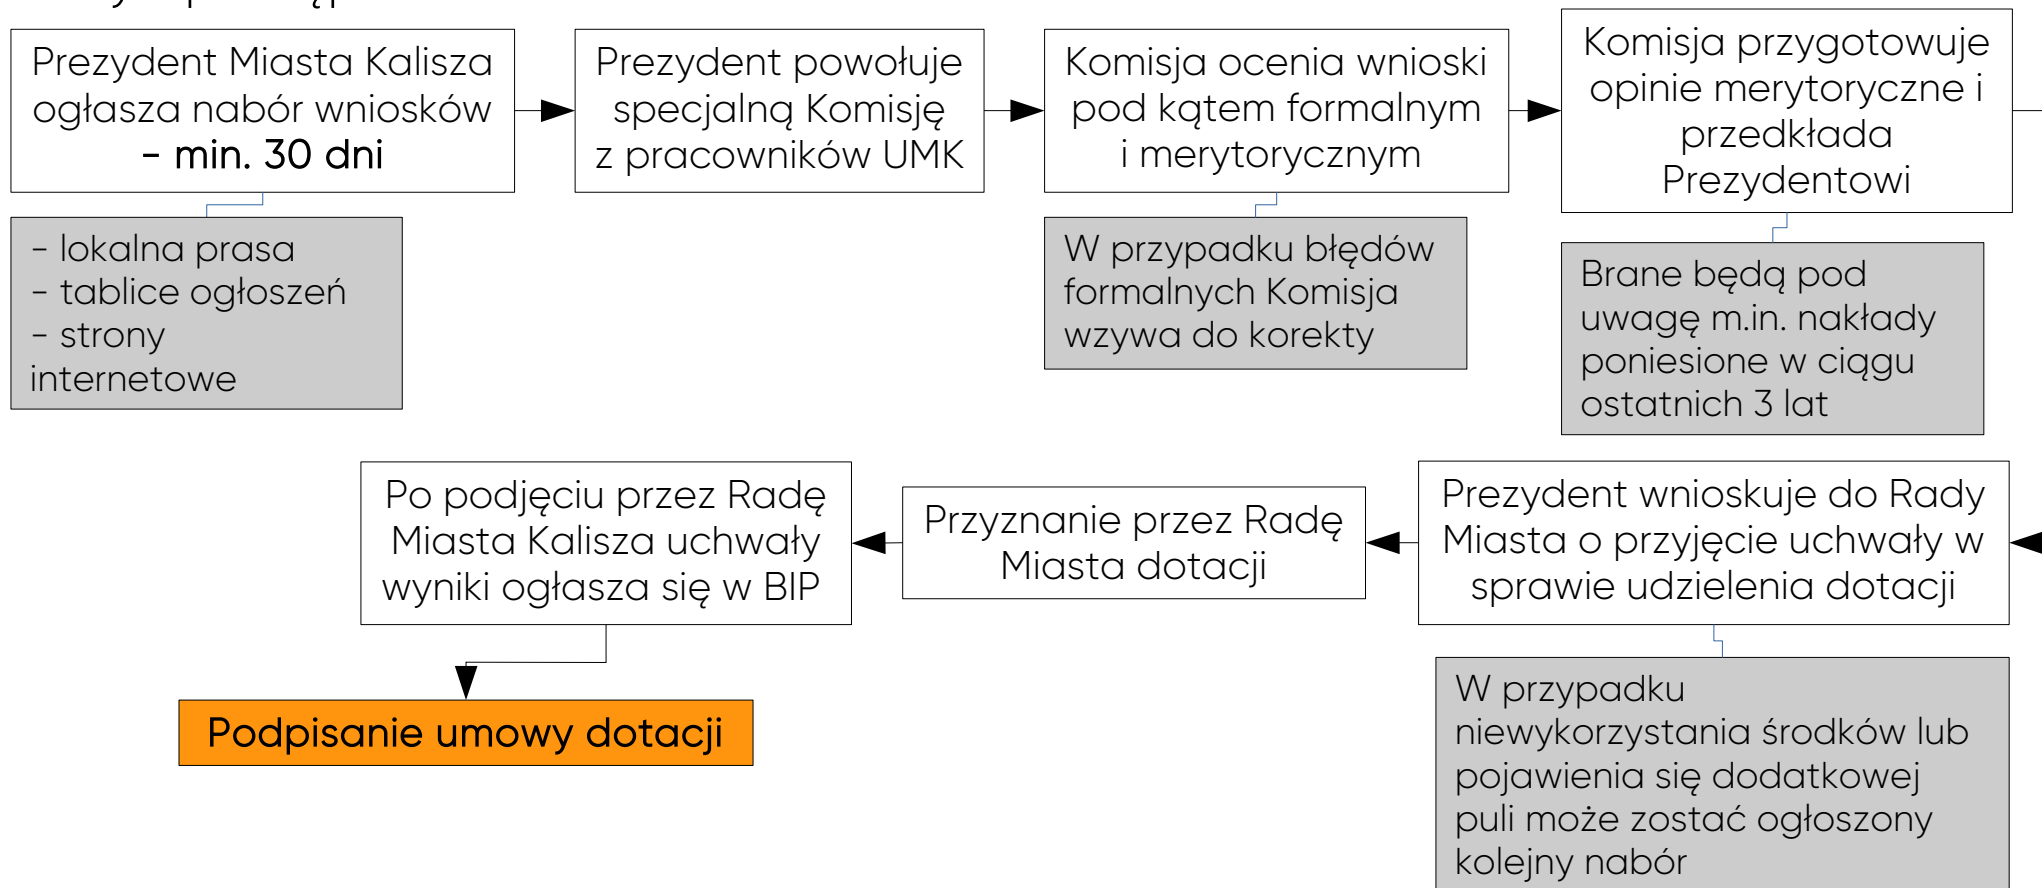 Prezydent Miasta Kalisza
ogłasza nabór wniosków
- min. 30 dni
Prezydent powołuje
specjalną Komisję
z pracowników UMK
Komisja ocenia wnioski
pod kątem formalnym
i merytorycznym
Komisja przygotowuje
opinie merytoryczne i
przedkłada
Prezydentowi
- lokalna prasa
- tablice ogłoszeń
- strony
internetowe
W przypadku błędów
formalnych Komisja
wzywa do korekty
Brane będą pod
uwagę m.in. nakłady
poniesione w ciągu
ostatnich 3 lat
Prezydent wnioskuje do Rady
Miasta o przyjęcie uchwały w
sprawie udzielenia dotacji
Przyznanie przez Radę
Miasta dotacji
Po podjęciu przez Radę
Miasta Kalisza uchwały
wyniki ogłasza się w BIP
W przypadku
niewykorzystania środków lub
pojawienia się dodatkowej
puli może zostać ogłoszony
kolejny nabór
Podpisanie umowy dotacji